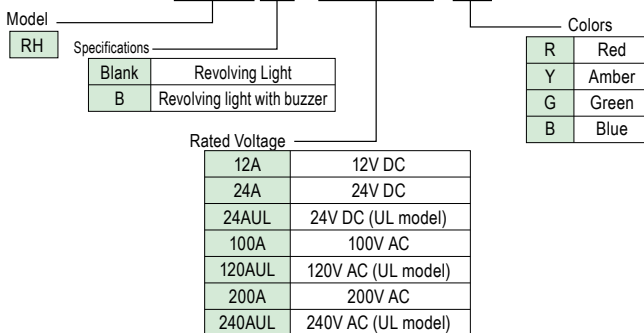 Model
RH
Specifications
Blank Revolving Light
B Revolving light with buzzer
Rated Voltage
12A 12V DC
24A 24V DC
24AUL 24V DC (UL model)
100A 100V AC
120AUL 120V AC (UL model)
200A 200V AC
240AUL 240V AC (UL model)
Colors
R Red
Y Amber
G Green
B Blue